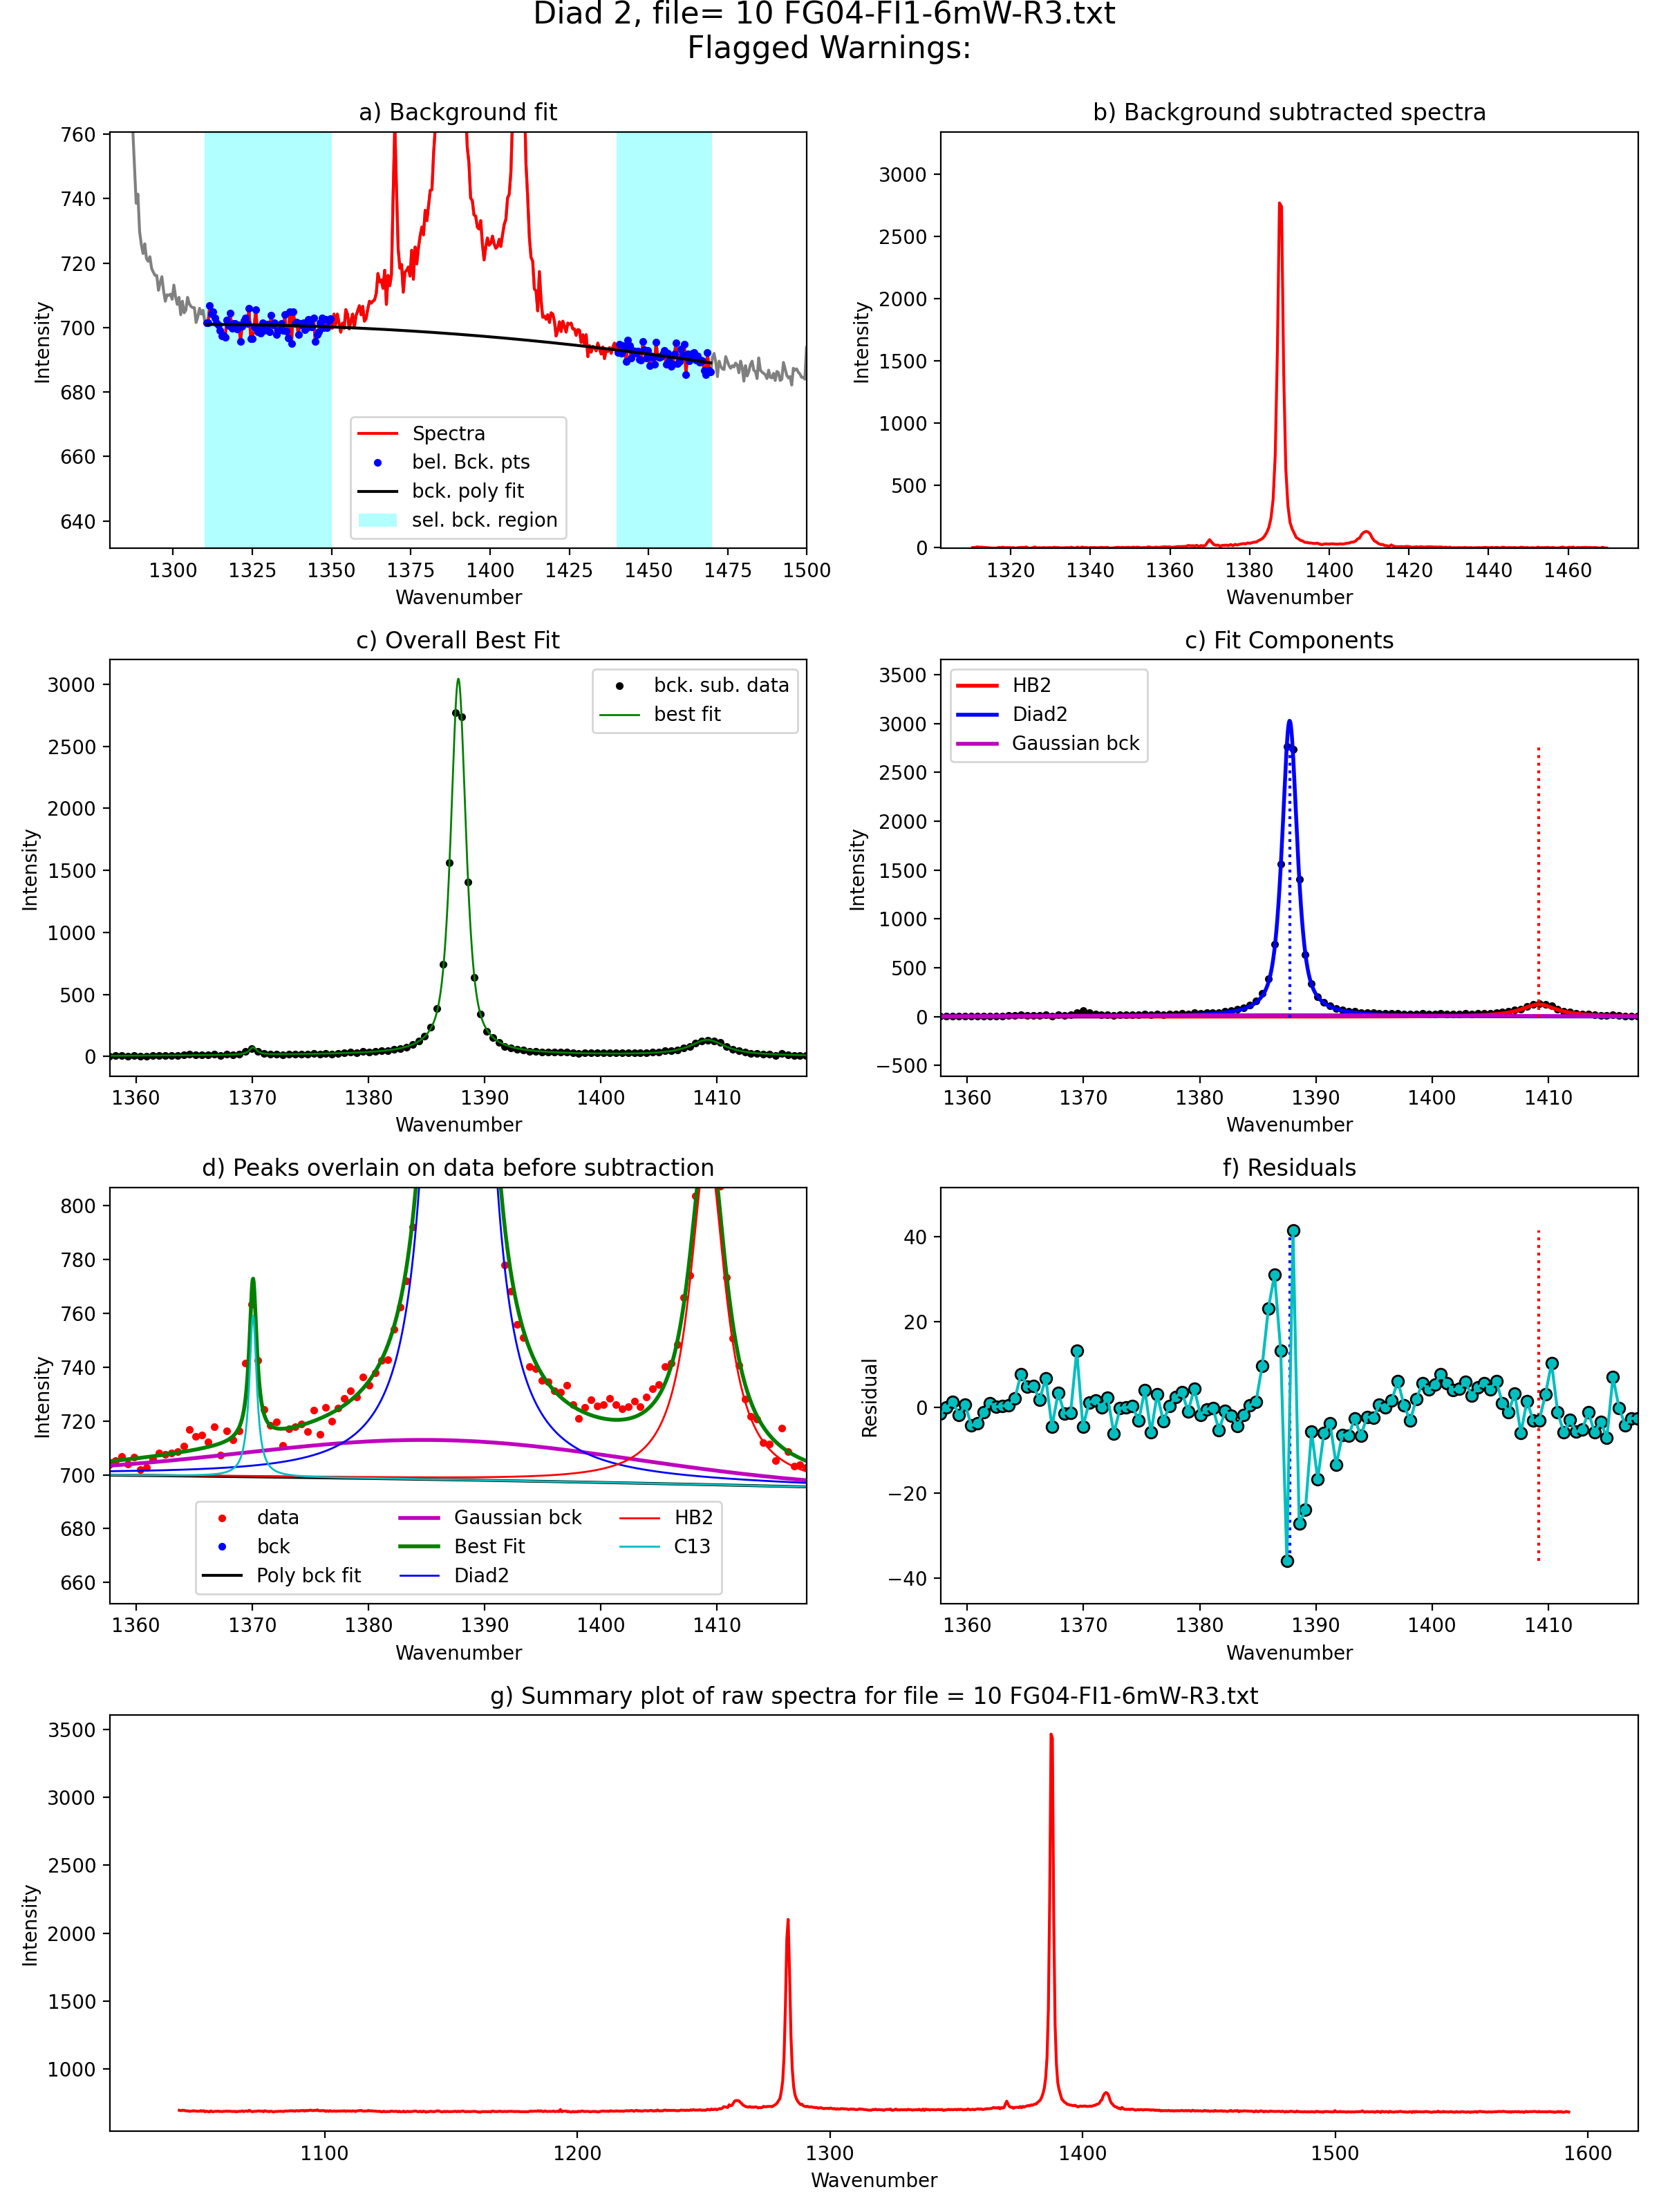 Diad 2, file= 10 FG04-FI1-6mW-R3.txt
Flagged Warnings:
a) Background fit
760
740
720
700
680
660
640
Intensity
Spectra
bel. Bck. pts
bck. poly fit
sel. bck. region
1300 1325 1350 1375 1400 1425 1450 1475 1500
Wavenumber
b) Background subtracted spectra
3000
2500
2000
1500
1000
500
0
Intensity
1320 1340 1360 1380 1400 1420 1440 1460
Wavenumber
c) Overall Best Fit
3000
2500
2000
1500
1000
500
0
Intensity
bck. sub. data
best fit
1360 1370 1380 1390 1400 1410
Wavenumber
c) Fit Components
3500
3000
2500
2000
1500
1000
500
0
−500
Intensity
HB2
Diad2
Gaussian bck
1360 1370 1380 1390 1400 1410
Wavenumber
d) Peaks overlain on data before subtraction
800
780
760
740
720
700
680
660
Intensity
data
bck
Poly bck fit
Gaussian bck
Best Fit
Diad2
HB2
C13
1360 1370 1380 1390 1400 1410
Wavenumber
f) Residuals
40
20
0
−20
−40
Residual
1360 1370 1380 1390 1400 1410
Wavenumber
g) Summary plot of raw spectra for file = 10 FG04-FI1-6mW-R3.txt
3500
3000
2500
2000
1500
1000
Intensity
1100 1200 1300 1400 1500 1600
Wavenumber